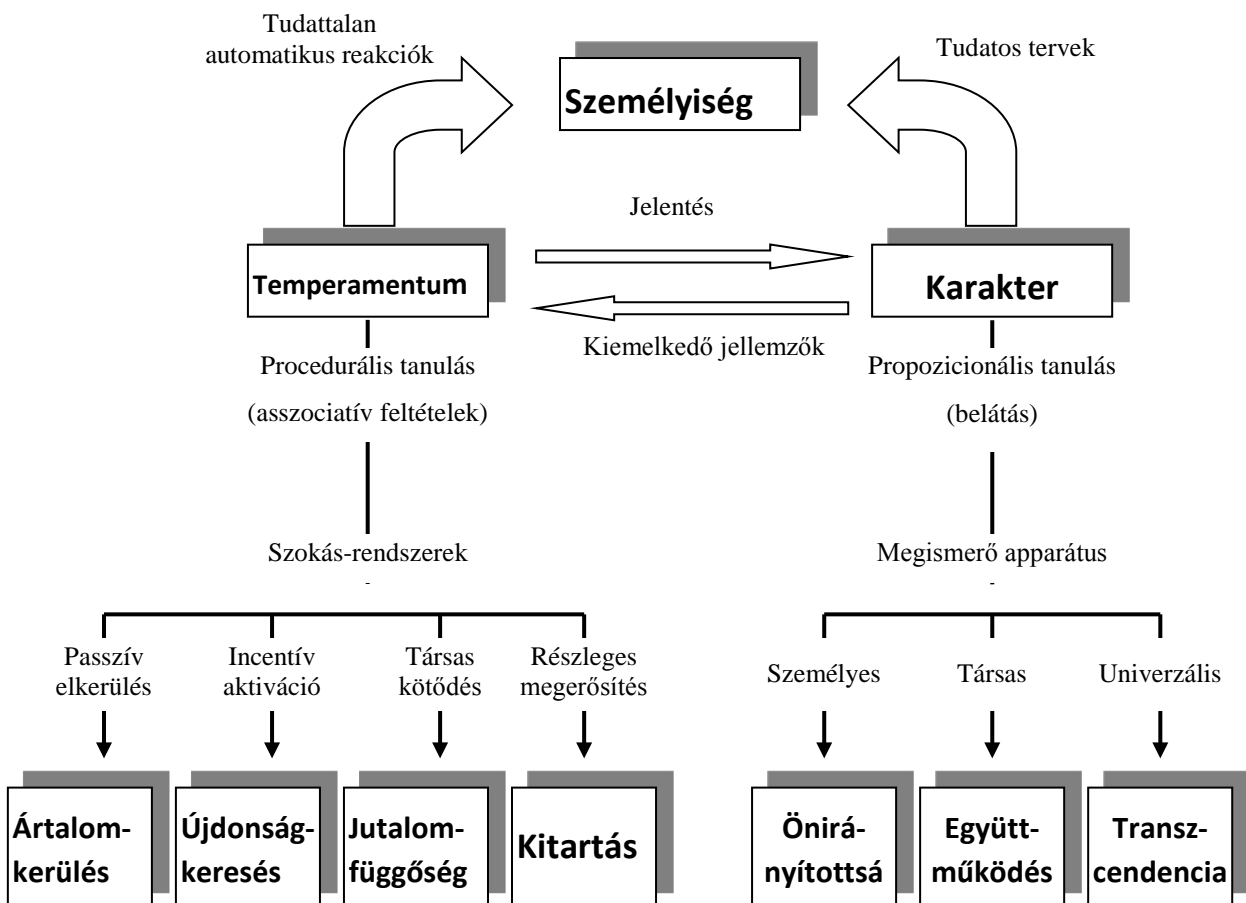 Tudattalan
automatikus reakciók
Tudatos tervek
Személyiség
Jelentés
Temperamentum
Karakter
Kiemelkedő jellemzők
Procedurális tanulás
(asszociatív feltételek)
Propozicionális tanulás
(belátás)
Szokás-rendszerek
Megismerő apparátus
Passzív
elkerülés
Incentív
aktiváció
Társas
kötődés
Részleges
megerősítés
Személyes
Társas
Univerzális
Ártalom-
kerülés
Újdonság-
keresés
Jutalom-
függőség
Kitartás
Önirá-
nyítottsá
Együtt-
működés
Transz-
cendencia